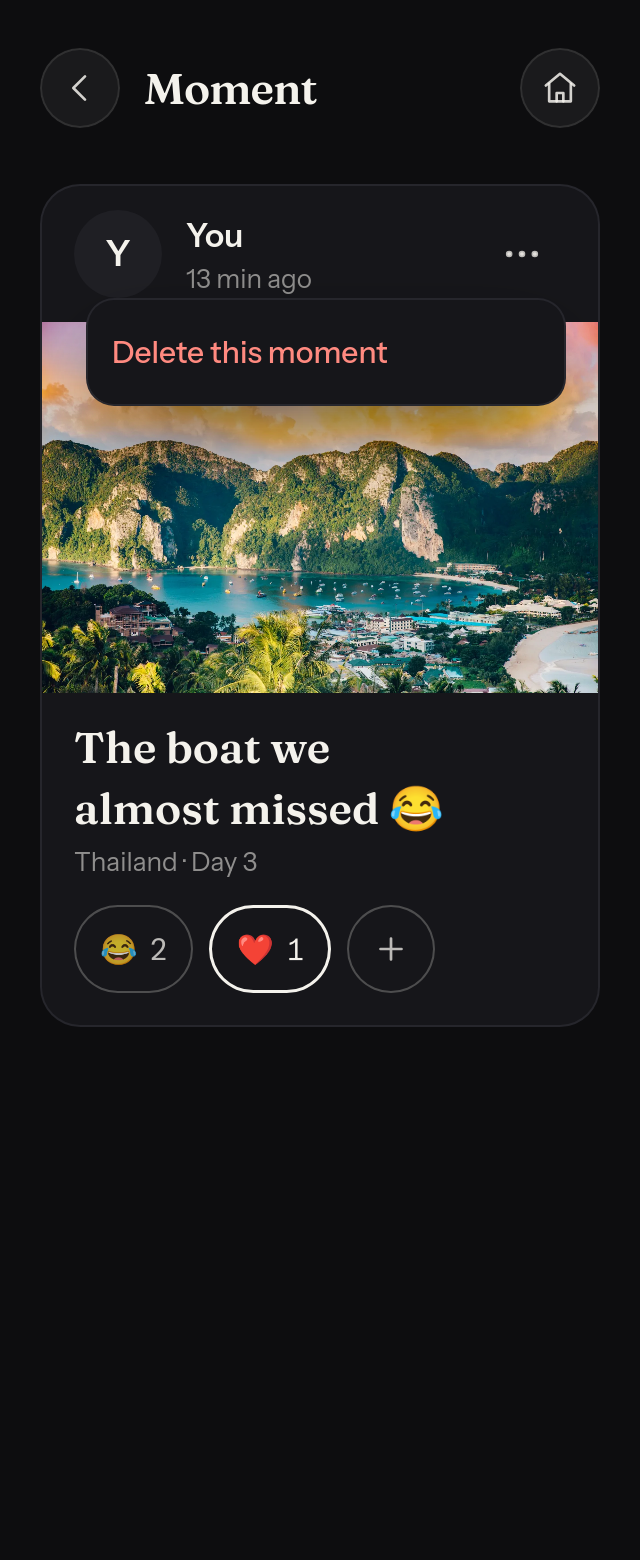 Moment
Y
You
13 min ago
Delete this moment
The boat we
almost missed 😂
Thailand · Day 3
😂 2
❤️ 1